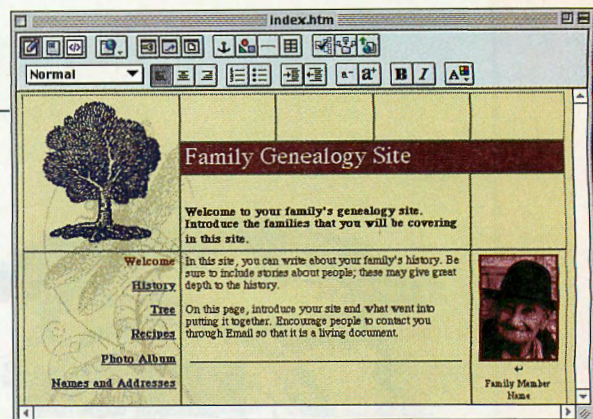 index.htm
Normal
a- a+ B I A
Family Genealogy Site
Welcome to your family's genealogy site.
Introduce the families that you will be covering
in this site.
Welcome
History
Tree
Recipes
Photo Album
Names and Addresses
In this site, you can write about your family's history. Be
sure to include stories about people; these may give great
depth to the history.
On this page, introduce your site and what went into
putting it together. Encourage people to contact you
through Email so that it is a living document.
Family Member
Name